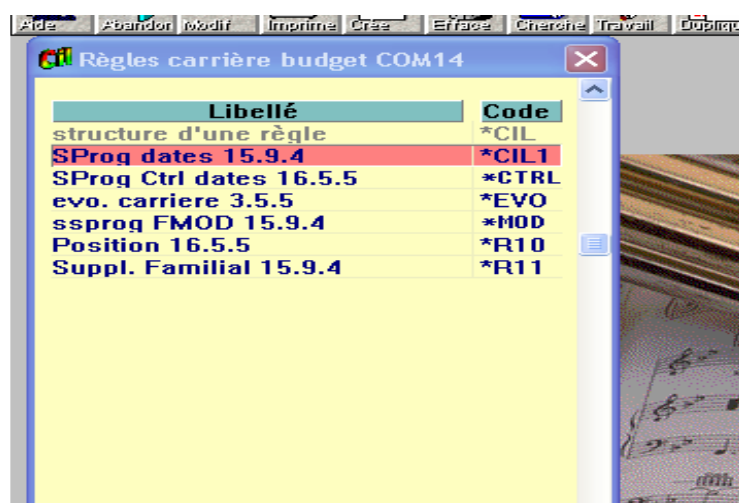 Aide Abandon Modif Imprime Crée Efface Cherche Travail Dupliqu
Cil Règles carrière budget COM14
Libellé Code
structure d'une règle *CIL
SProg dates 15.9.4 *CIL1
SProg Ctrl dates 16.5.5 *CTRL
evo. carriere 3.5.5 *EVO
ssprog FMOD 15.9.4 *MOD
Position 16.5.5 *R10
Suppl. Familial 15.9.4 *R11